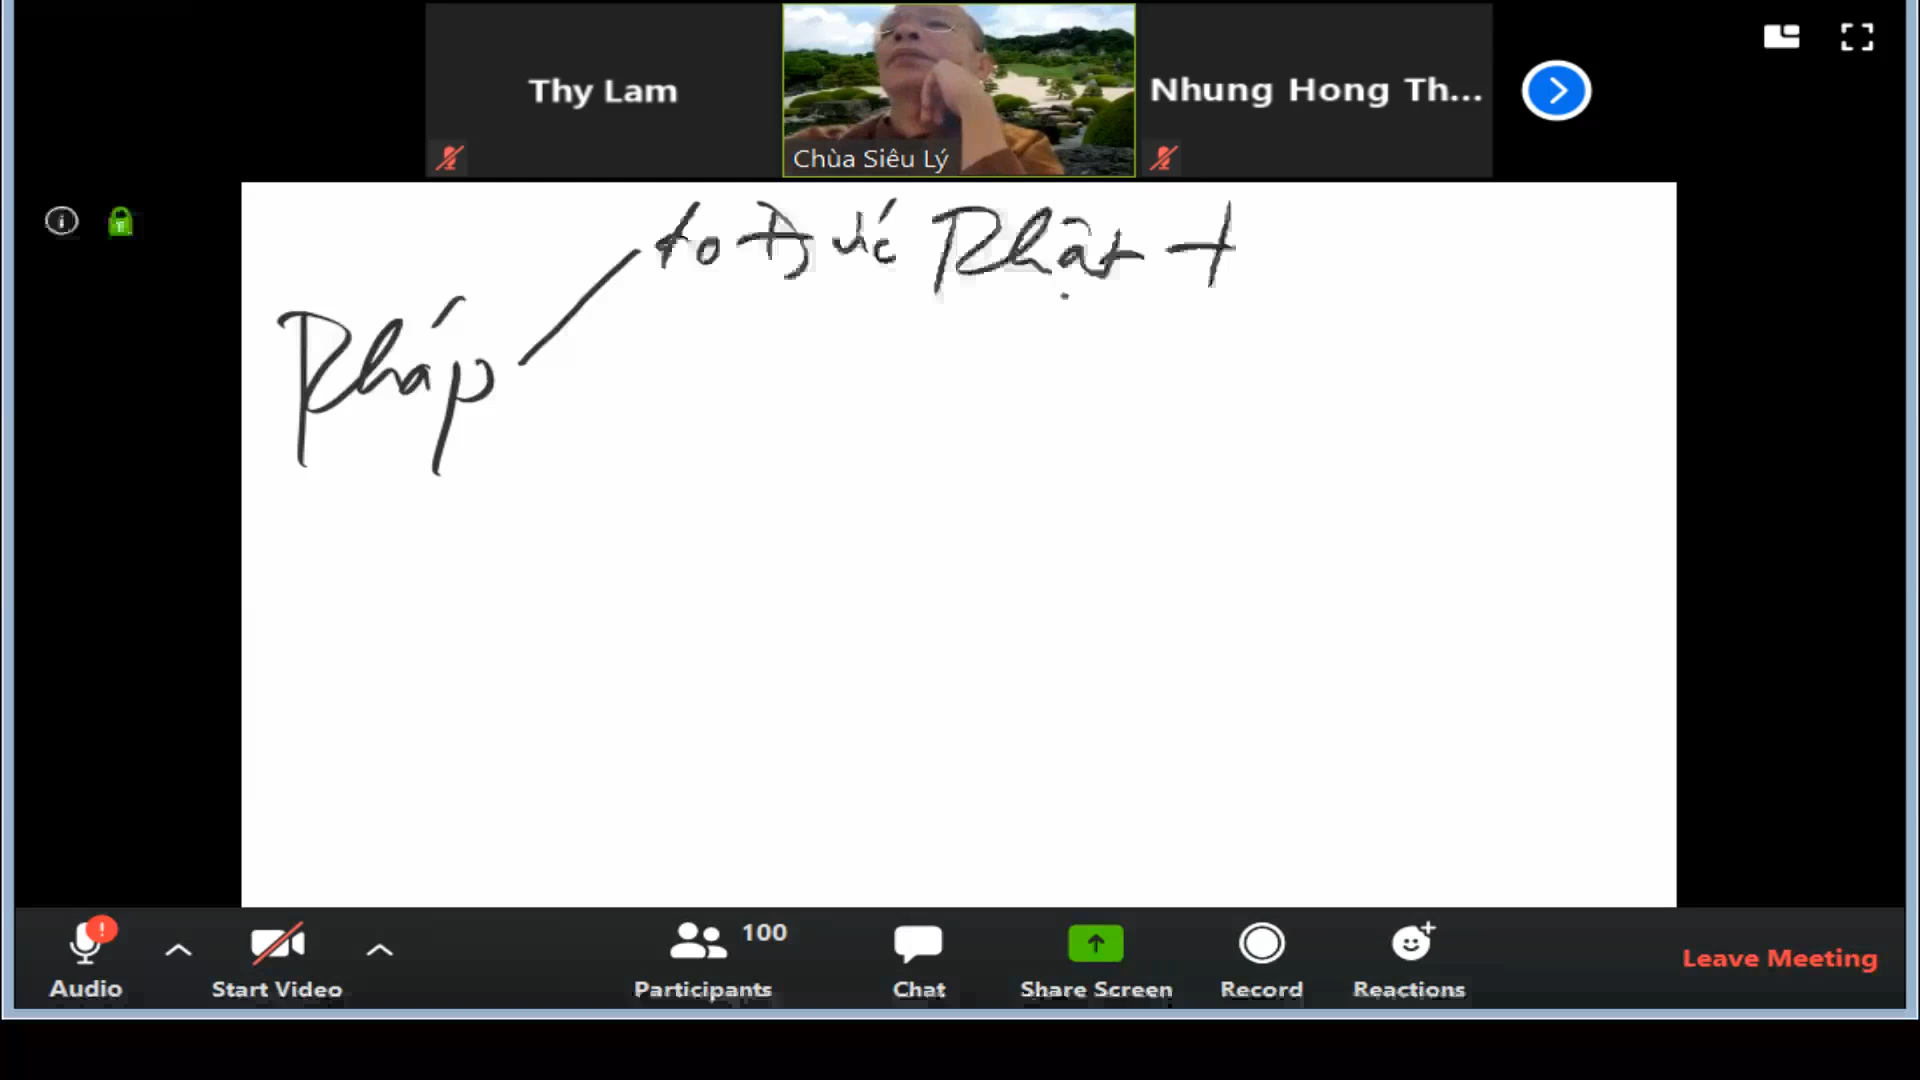 Thy Lam
Chùa Siêu Lý
Nhung Hong Th...
do Đức Phật t
Pháp
100
Audio
Start Video
Participants
Chat
Share Screen
Record
Reactions
Leave Meeting